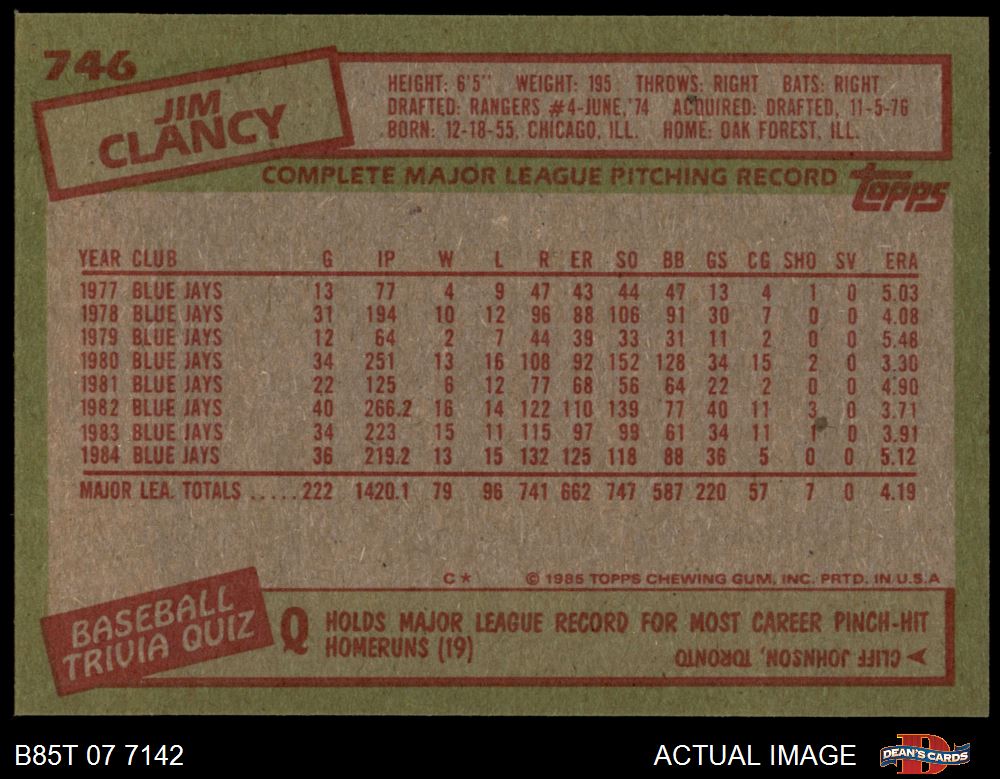 746
JIM
CLANCY
HEIGHT: 6'5" WEIGHT: 195 THROWS: RIGHT BATS: RIGHT
DRAFTED: RANGERS #4-JUNE,'74 ACQUIRED: DRAFTED, 11-5-76
BORN: 12-18-55, CHICAGO, ILL. HOME: OAK FOREST, ILL.
COMPLETE MAJOR LEAGUE PITCHING RECORD
topps
YEAR CLUB G IP W L R ER SO BB GS CG SHO SV ERA
1977 BLUE JAYS 13 77 4 9 47 43 44 47 13 4 1 0 5.03
1978 BLUE JAYS 31 194 10 12 96 88 106 91 30 7 0 0 4.08
1979 BLUE JAYS 12 64 2 7 44 39 33 31 11 2 0 0 5.48
1980 BLUE JAYS 34 251 13 16 108 92 152 128 34 15 2 0 3.30
1981 BLUE JAYS 22 125 6 12 77 68 56 64 22 2 0 0 4.90
1982 BLUE JAYS 40 266.2 16 14 122 110 139 77 40 11 3 0 3.71
1983 BLUE JAYS 34 223 15 11 115 97 99 61 34 11 1 0 3.91
1984 BLUE JAYS 36 219.2 13 15 132 125 118 88 36 5 0 0 5.12
MAJOR LEA. TOTALS .....222 1420.1 79 96 741 662 747 587 220 57 7 0 4.19
C* © 1985 TOPPS CHEWING GUM, INC. PRTD. IN U.S.A
BASEBALL
TRIVIA QUIZ
Q HOLDS MAJOR LEAGUE RECORD FOR MOST CAREER PINCH-HIT
HOMERUNS (19)
CLIFF JOHNSON, TORONTO
B85T 07 7142
ACTUAL IMAGE
D
DEAN'S CARDS